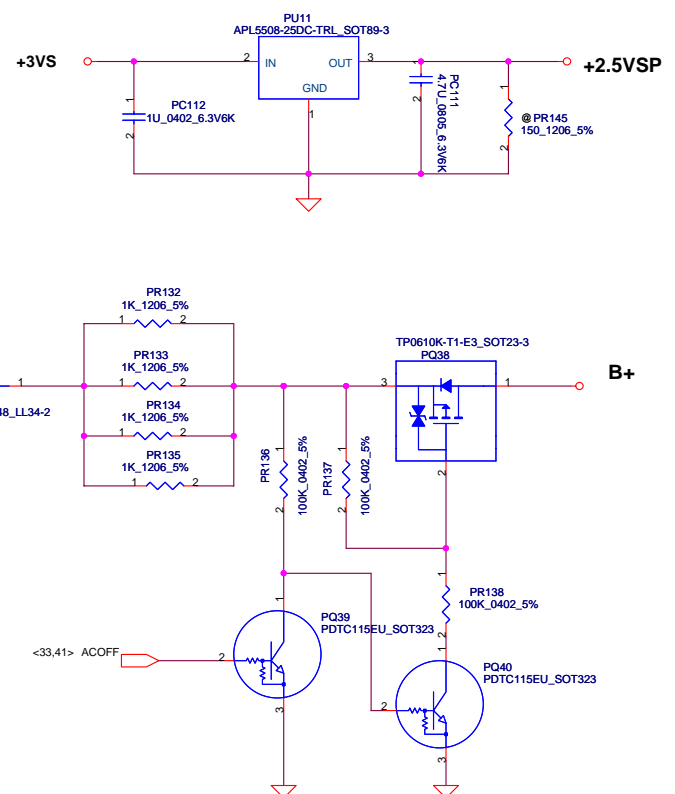 PU11
APL5508-25DC-TRL_SOT89-3
+3VS
2
IN
OUT
3
+2.5VSP
GND
1
1
PC112
1U_0402_6.3V6K
2
1
PC111
4.7U_0805_6.3V6K
2
1
@ PR145
150_1206_5%
2
PR132
1K_1206_5%
1
2
PR133
1K_1206_5%
1
2
PR134
1K_1206_5%
1
2
PR135
1K_1206_5%
1
2
1
48_LL34-2
TP0610K-T1-E3_SOT23-3
PQ38
3
1
2
B+
1
PR136
100K_0402_5%
2
1
PR137
100K_0402_5%
2
1
PR138
100K_0402_5%
2
<33,41> ACOFF
2
1
PQ39
PDTC115EU_SOT323
3
1
PQ40
PDTC115EU_SOT323
2
3